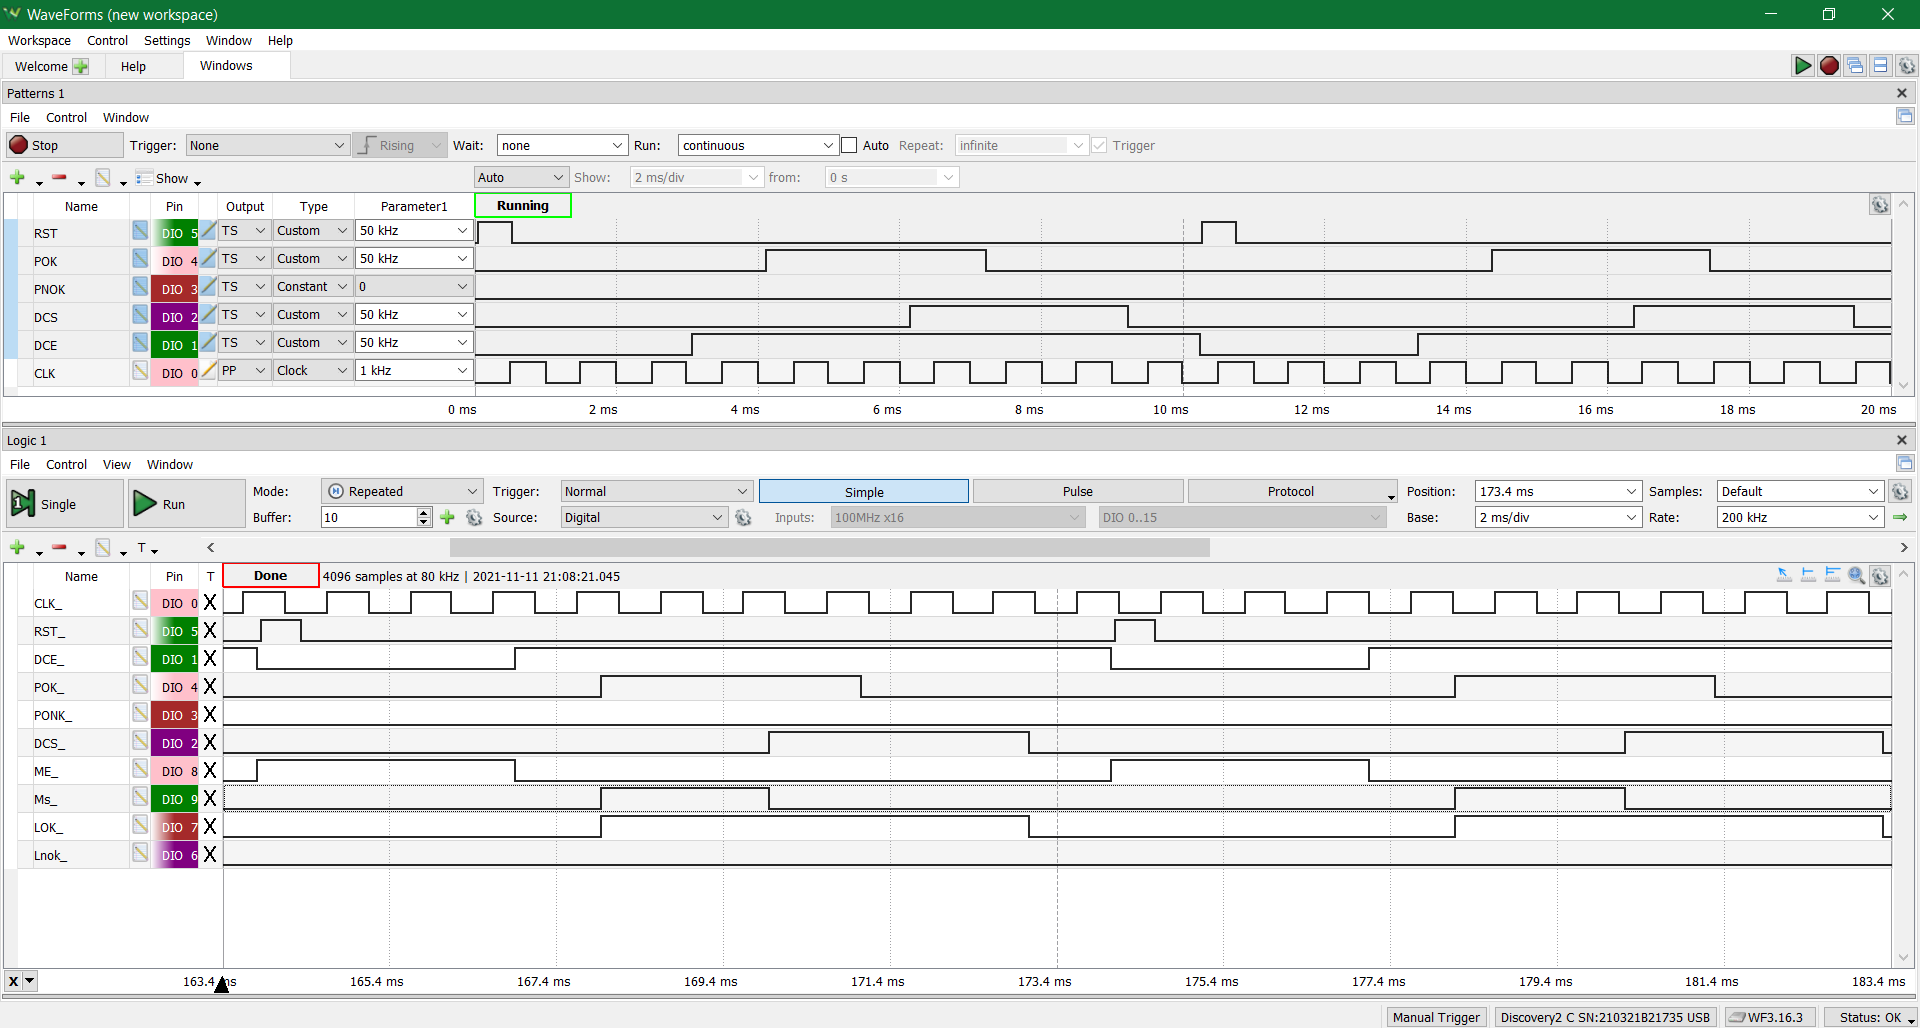 WaveForms (new workspace)
Workspace Control Settings Window Help
Welcome Help Windows
Patterns 1
File Control Window
Stop Trigger: None Rising Wait: none Run: continuous Auto Repeat: infinite Trigger
Show Auto Show: 2 ms/div from: 0 s
Name Pin Output Type Parameter1 Running
RST DIO 5 TS Custom 50 kHz
POK DIO 4 TS Custom 50 kHz
PNOK DIO 3 TS Constant 0
DCS DIO 2 TS Custom 50 kHz
DCE DIO 1 TS Custom 50 kHz
CLK DIO 0 PP Clock 1 kHz
0 ms 2 ms 4 ms 6 ms 8 ms 10 ms 12 ms 14 ms 16 ms 18 ms 20 ms
Logic 1
File Control View Window
Single Run Mode: Repeated Trigger: Normal Simple Pulse Protocol Position: 173.4 ms Samples: Default
Buffer: 10 Source: Digital Inputs: 100MHz x16 DIO 0..15 Base: 2 ms/div Rate: 200 kHz
T
Name Pin T Done 4096 samples at 80 kHz | 2021-11-11 21:08:21.045
CLK_ DIO 0 X
RST_ DIO 5 X
DCE_ DIO 1 X
POK_ DIO 4 X
PONK_ DIO 3 X
DCS_ DIO 2 X
ME_ DIO 8 X
Ms_ DIO 9 X
LOK_ DIO 7 X
Lnok_ DIO 6 X
X 163.4 ms 165.4 ms 167.4 ms 169.4 ms 171.4 ms 173.4 ms 175.4 ms 177.4 ms 179.4 ms 181.4 ms 183.4 ms
Manual Trigger Discovery2 C SN:210321B21735 USB WF3.16.3 Status: OK